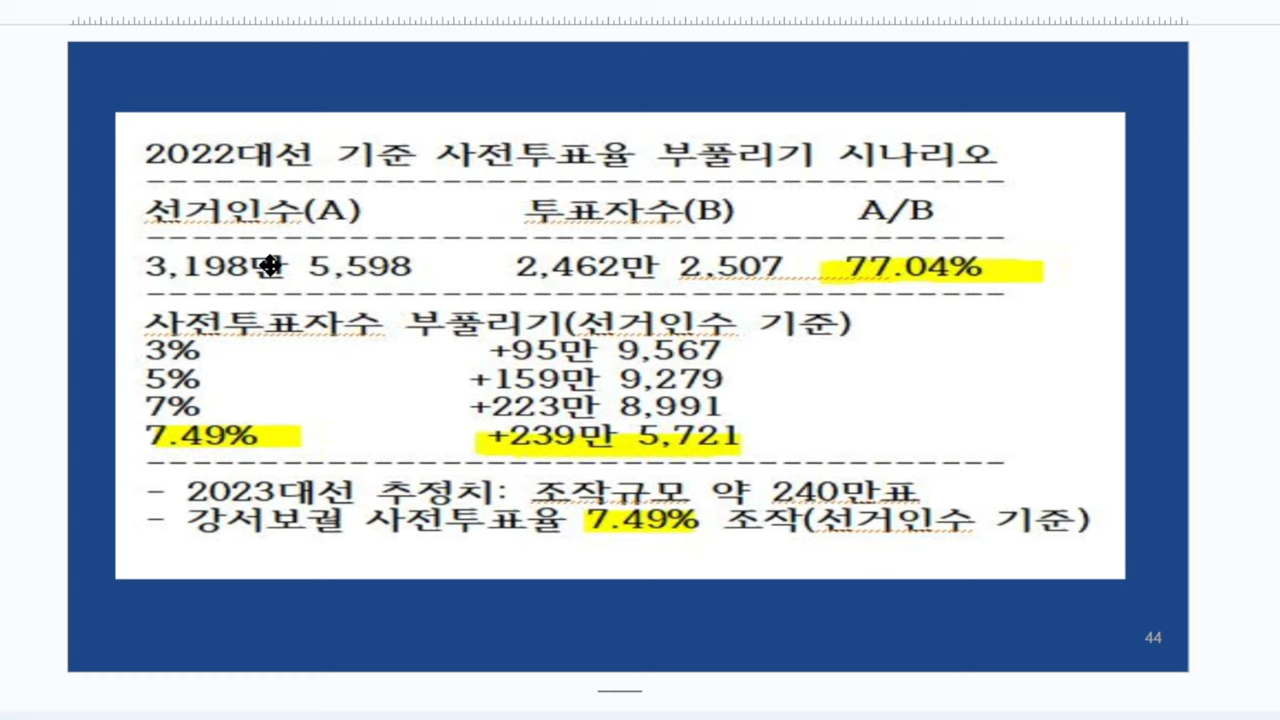 2022대선 기준 사전투표율 부풀리기 시나리오
선거인수(A) 투표자수(B) A/B
3,198만 5,598 2,462만 2,507 77.04%
사전투표자수 부풀리기(선거인수 기준)
3% +95만 9,567
5% +159만 9,279
7% +223만 8,991
7.49% +239만 5,721
- 2023대선 추정치: 조작규모 약 240만표
- 강서보궐 사전투표율 7.49% 조작(선거인수 기준)
44